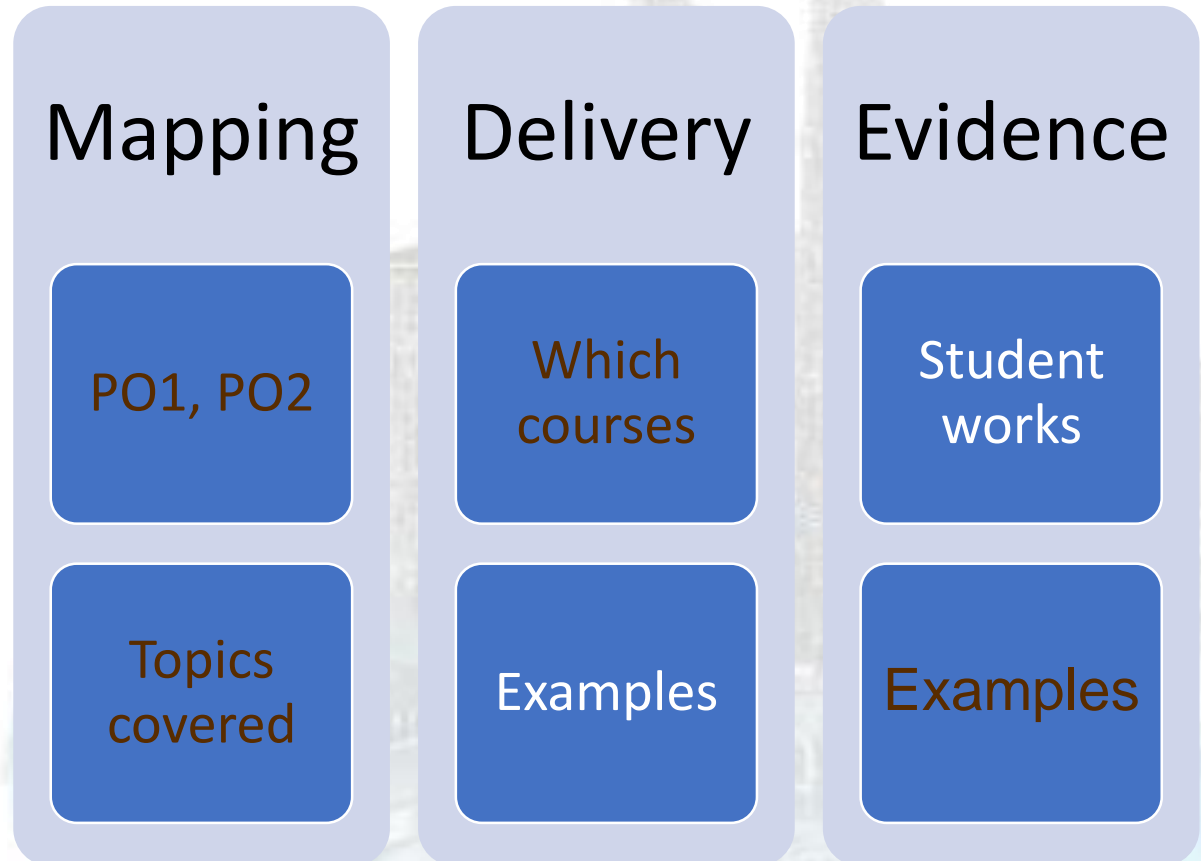 Mapping
PO1, PO2
Topics
covered
Delivery
Which
courses
Examples
Evidence
Student
works
Examples